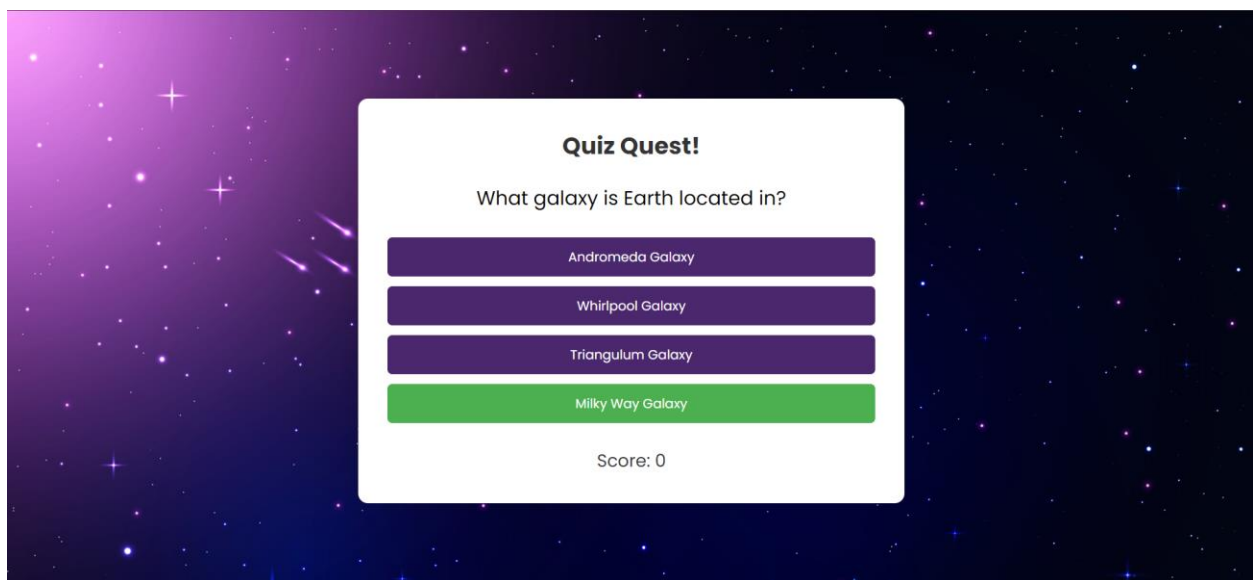 Quiz Quest!
What galaxy is Earth located in?
Andromeda Galaxy
Whirlpool Galaxy
Triangulum Galaxy
Milky Way Galaxy
Score: 0